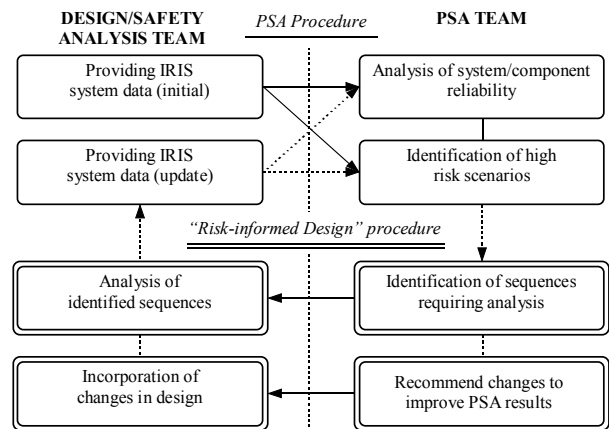 DESIGN/SAFETY
ANALYSIS TEAM
PSA Procedure
PSA TEAM
Providing IRIS
system data (initial)
Analysis of system/component
reliability
Providing IRIS
system data (update)
Identification of high
risk scenarios
“Risk-informed Design” procedure
Analysis of
identified sequences
Identification of sequences
requiring analysis
Incorporation of
changes in design
Recommend changes to
improve PSA results